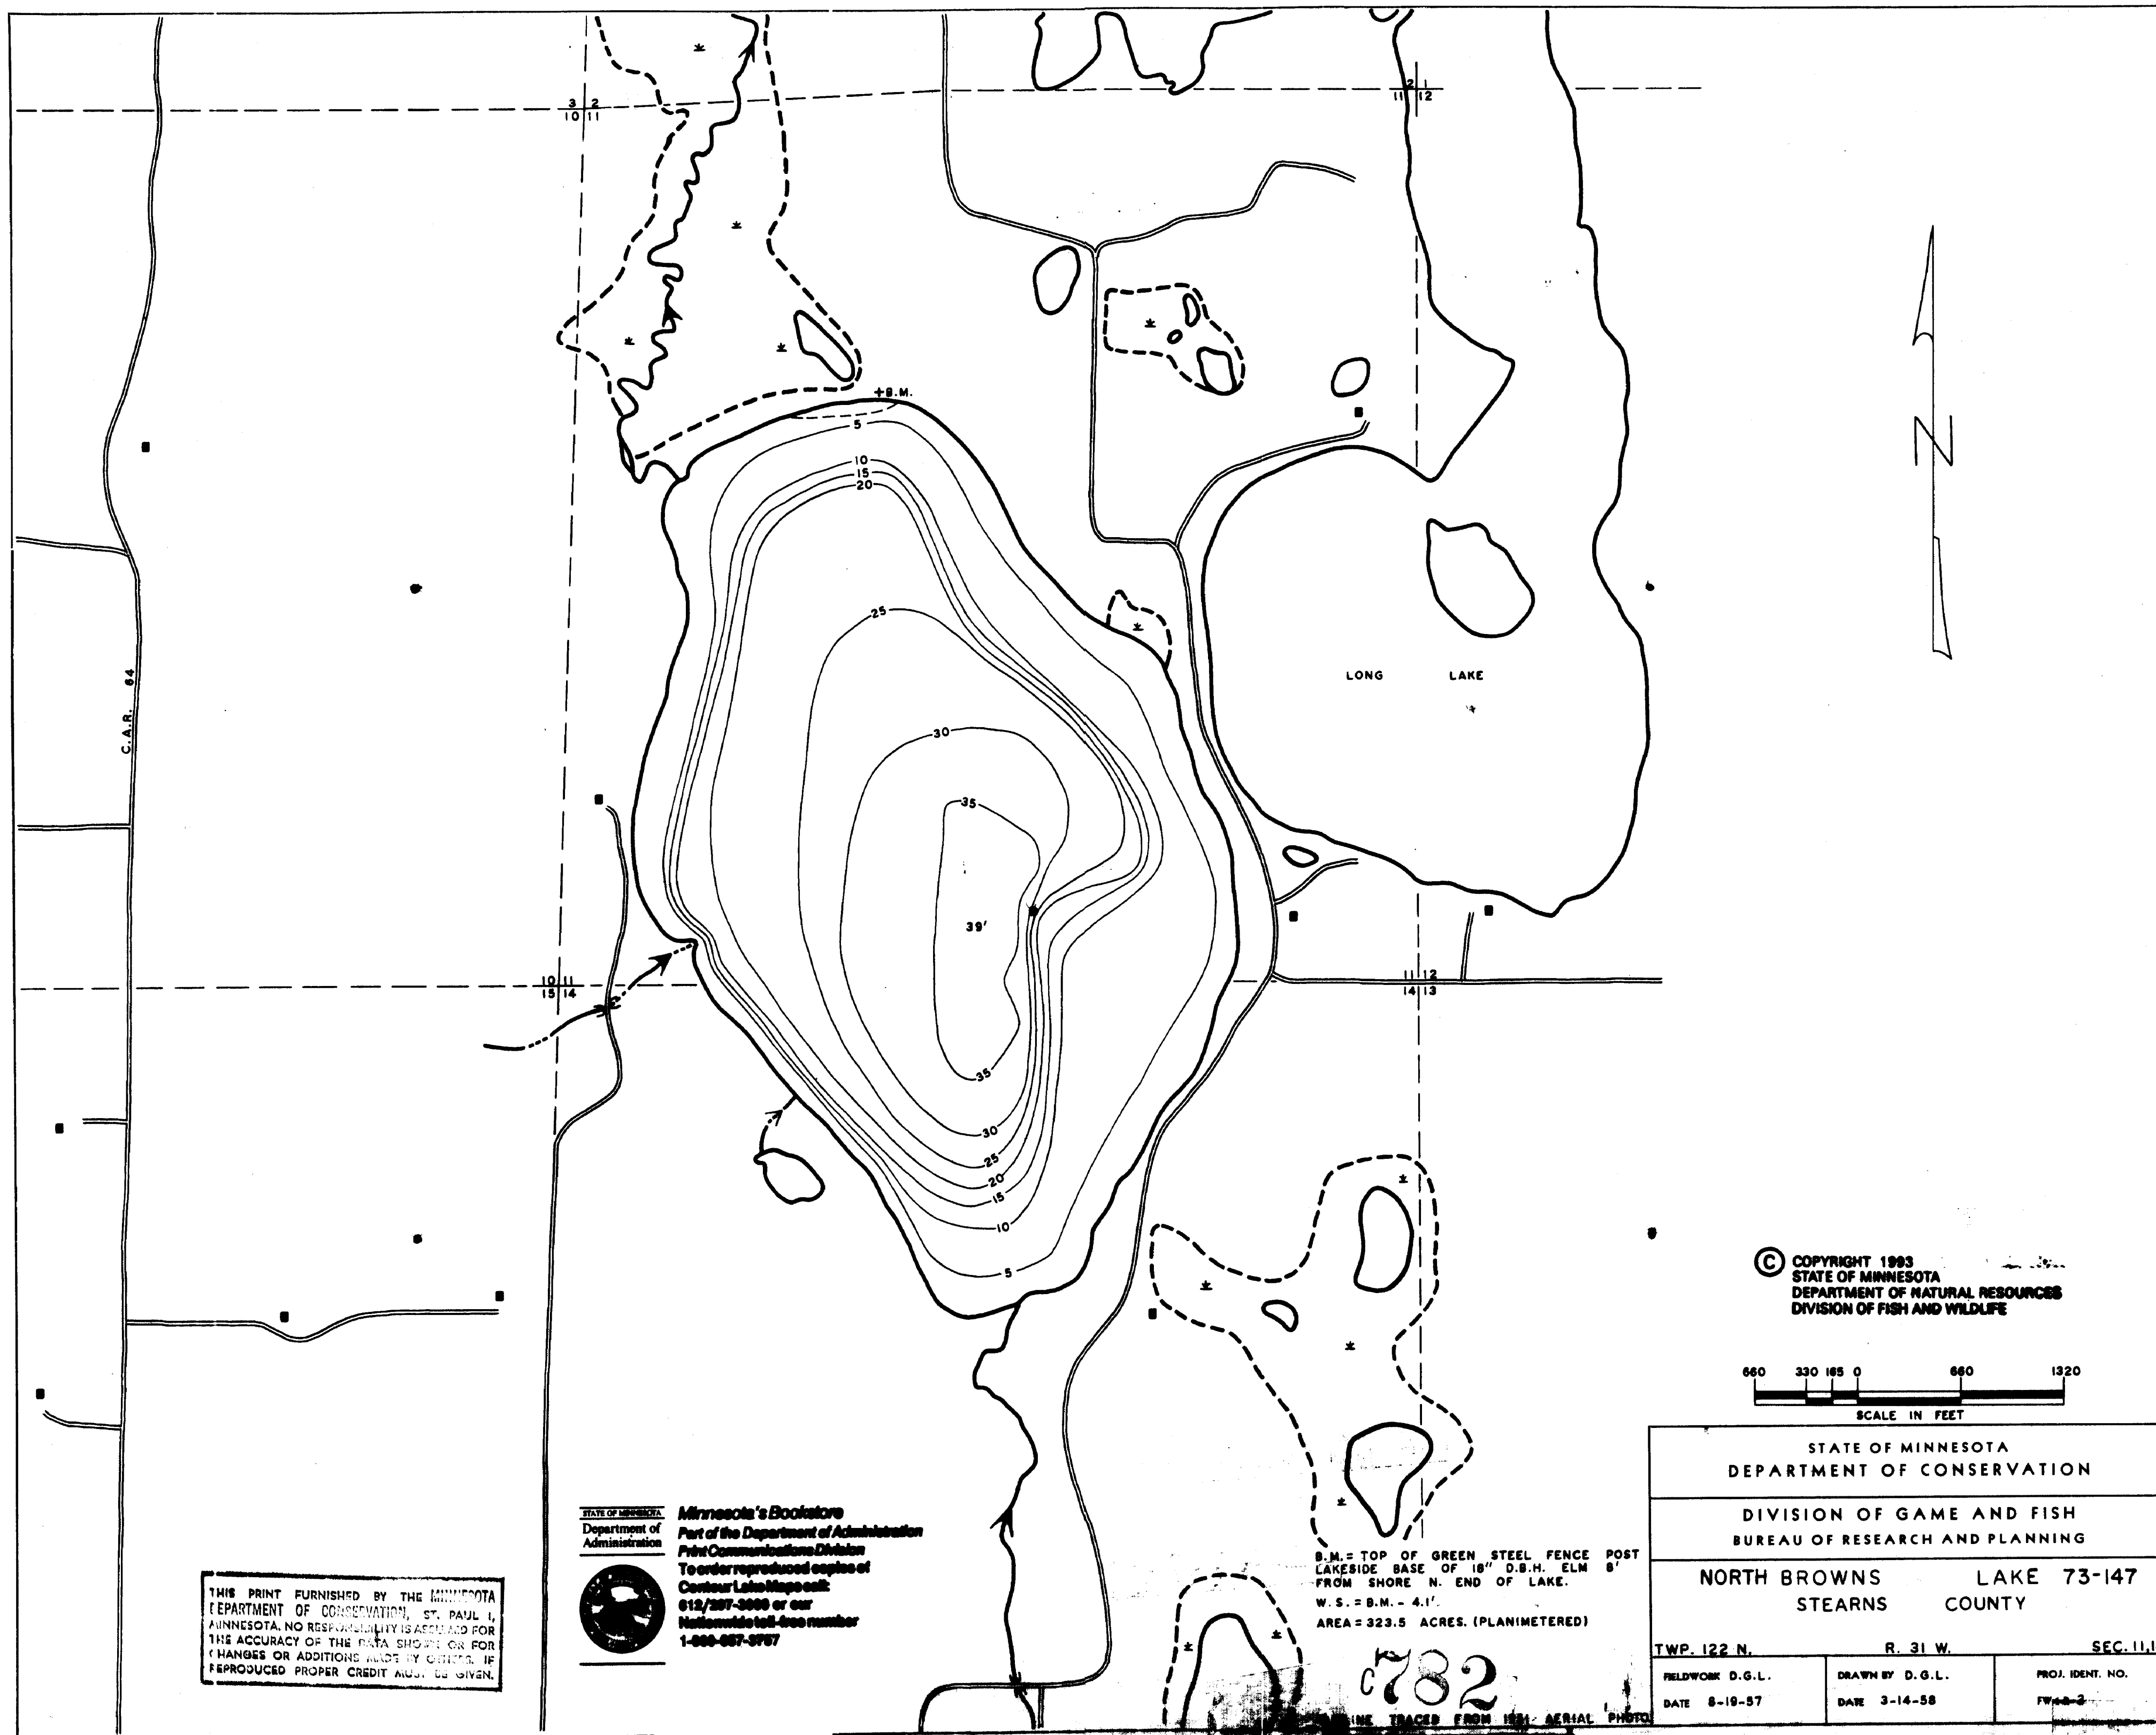 3 2
10 11
2 1
11 12
B.M.
5
10
15
20
25
LONG LAKE
C.A.R. 64
30
35
39'
10 11
15 14
11 12
14 13
35
30
25
20
15
10
5
N
© COPYRIGHT 1993
STATE OF MINNESOTA
DEPARTMENT OF NATURAL RESOURCES
DIVISION OF FISH AND WILDLIFE
660 330 165 0 660 1320
SCALE IN FEET
STATE OF MINNESOTA
DEPARTMENT OF CONSERVATION
DIVISION OF GAME AND FISH
BUREAU OF RESEARCH AND PLANNING
NORTH BROWNS LAKE 73-147
STEARNS COUNTY
TWP. 122 N. R. 31 W. SEC. 11,1
FIELDWORK D.G.L. DRAWN BY D.G.L. PROJ. IDENT. NO.
DATE 8-19-57 DATE 3-14-58
B.M. = TOP OF GREEN STEEL FENCE POST
LAKESIDE BASE OF 18" D.B.H. ELM 8'
FROM SHORE N. END OF LAKE.
W.S. = B.M. - 4.1'.
AREA = 323.5 ACRES. (PLANIMETERED)
C782
TRACED FROM AERIAL PHOTO
STATE OF MINNESOTA
Department of
Administration
Minnesota's Bookstore
Part of the Department of Administration
Print Communications Division
To order reproduced copies of
Contour Lake Maps call:
or our
Nationwide toll-free number
THIS PRINT FURNISHED BY THE MINNESOTA
DEPARTMENT OF CONSERVATION, ST. PAUL 1,
MINNESOTA. NO RESPONSIBILITY IS ASSUMED FOR
THE ACCURACY OF THE DATA SHOWN OR FOR
CHANGES OR ADDITIONS MADE BY OTHERS. IF
REPRODUCED PROPER CREDIT MUST BE GIVEN.